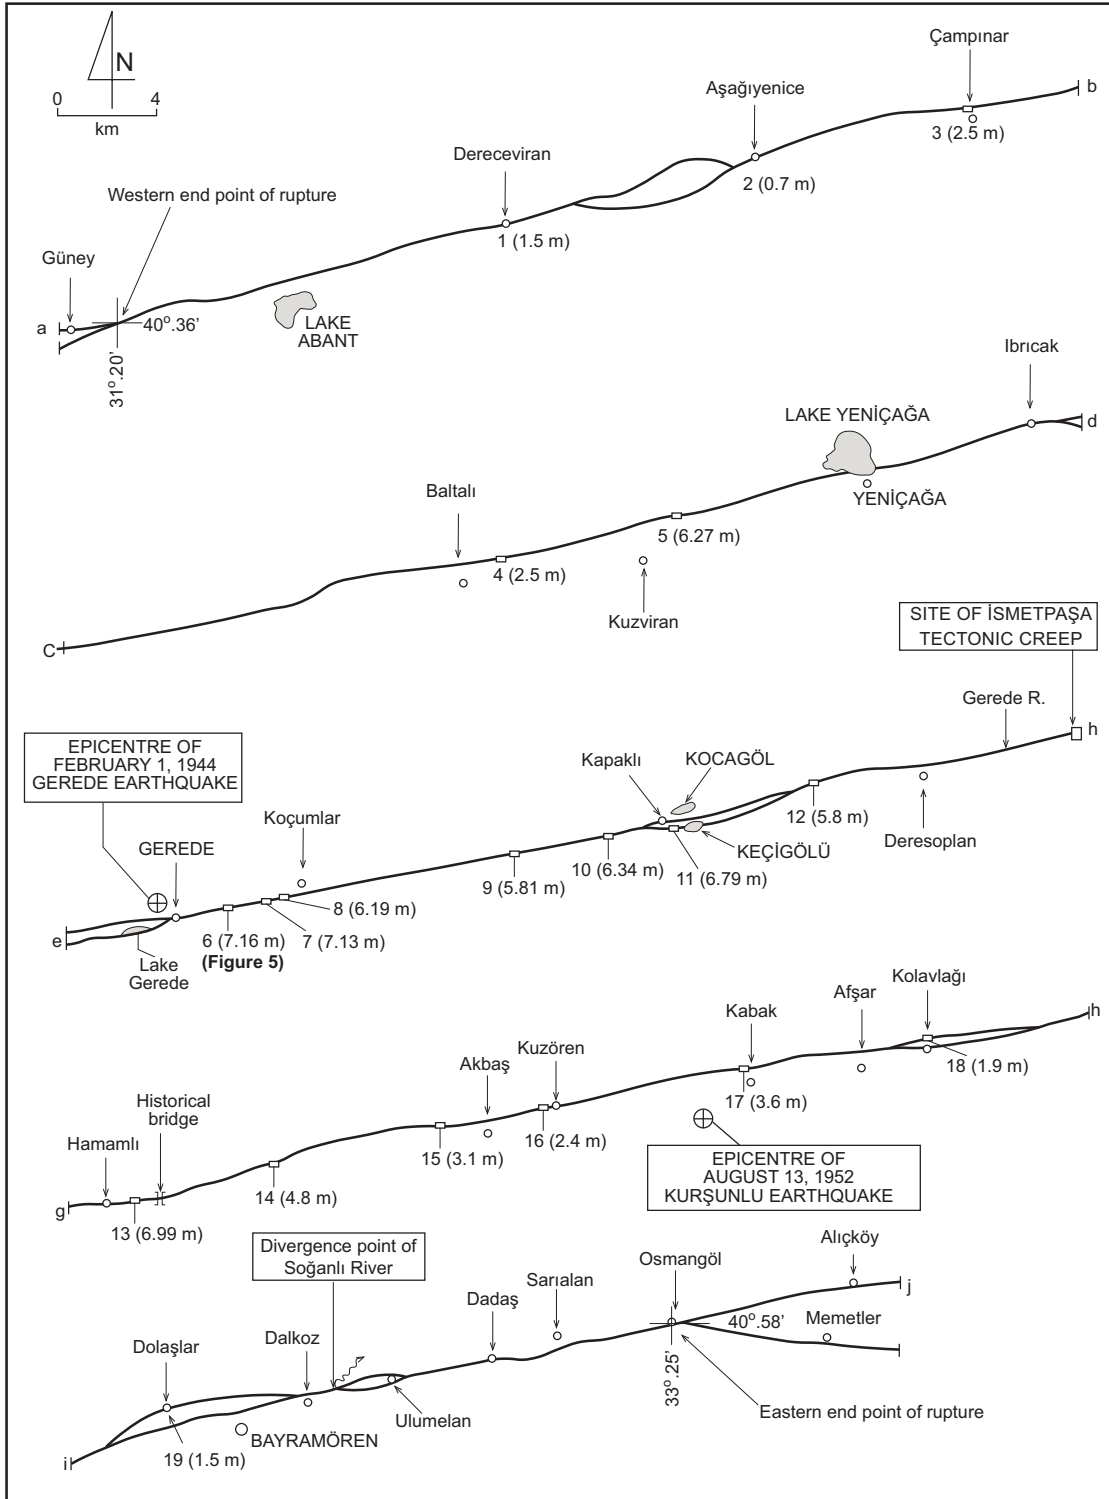 N
0 4
km
Çampınar
b
Aşağıyenice
3 (2.5 m)
Dereceviran
2 (0.7 m)
Western end point of rupture
1 (1.5 m)
Güney
a
40°.36'
LAKE
ABANT
31°.20'
Ibrıcak
LAKE YENİÇAĞA
d
Baltalı
YENİÇAĞA
5 (6.27 m)
4 (2.5 m)
Kuzviran
C
SITE OF İSMETPAŞA
TECTONIC CREEP
Gerede R.
h
EPICENTRE OF
FEBRUARY 1, 1944
GEREDE EARTHQUAKE
Kapaklı
KOCAGÖL
Koçumlar
12 (5.8 m)
Deresoplan
GEREDE
KEÇİGÖLÜ
10 (6.34 m)
11 (6.79 m)
9 (5.81 m)
8 (6.19 m)
e
6 (7.16 m)
(Figure 5)
7 (7.13 m)
Lake
Gerede
Kolavlağı
Afşar
h
Kabak
Kuzören
Akbaş
18 (1.9 m)
Historical
bridge
17 (3.6 m)
Hamamlı
16 (2.4 m)
15 (3.1 m)
EPICENTRE OF
AUGUST 13, 1952
KURŞUNLU EARTHQUAKE
14 (4.8 m)
g
13 (6.99 m)
Divergence point of
Soğanlı River
Alıçköy
Osmangöl
Sarıalan
j
Dadaş
40°.58'
Memetler
Dalkoz
Dolaşlar
33°.25'
Ulumelan
Eastern end point of rupture
BAYRAMÖREN
19 (1.5 m)
i